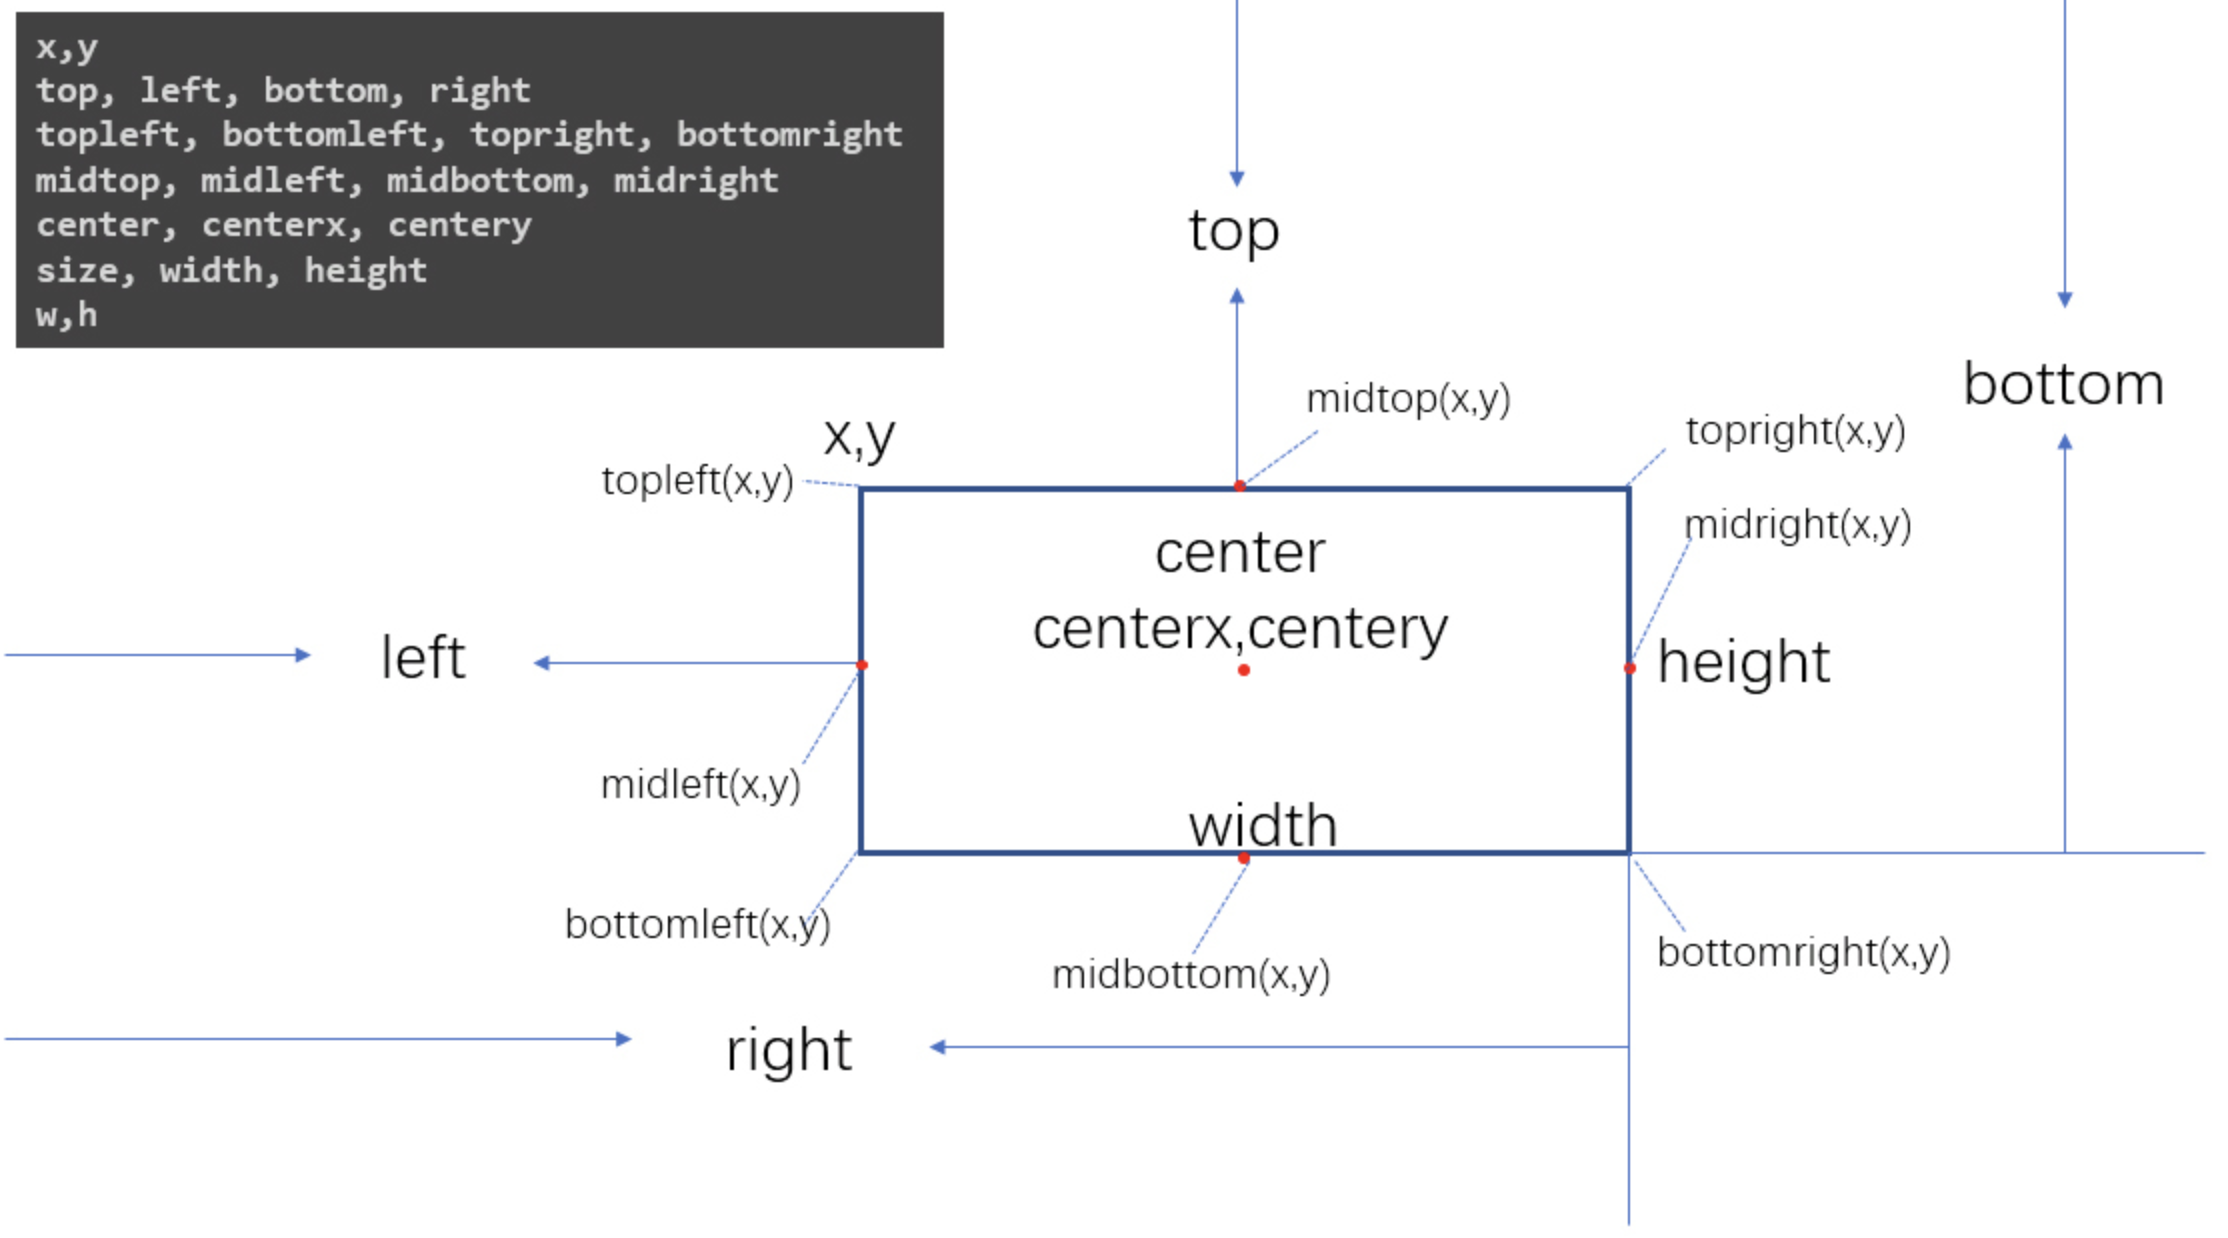 x,y
top, left, bottom, right
topleft, bottomleft, topright, bottomright
midtop, midleft, midbottom, midright
center, centerx, centery
size, width, height
w,h
top
bottom
midtop(x,y)
x,y
topright(x,y)
topleft(x,y)
midright(x,y)
center
centerx,centery
left
height
midleft(x,y)
width
bottomleft(x,y)
bottomright(x,y)
midbottom(x,y)
right